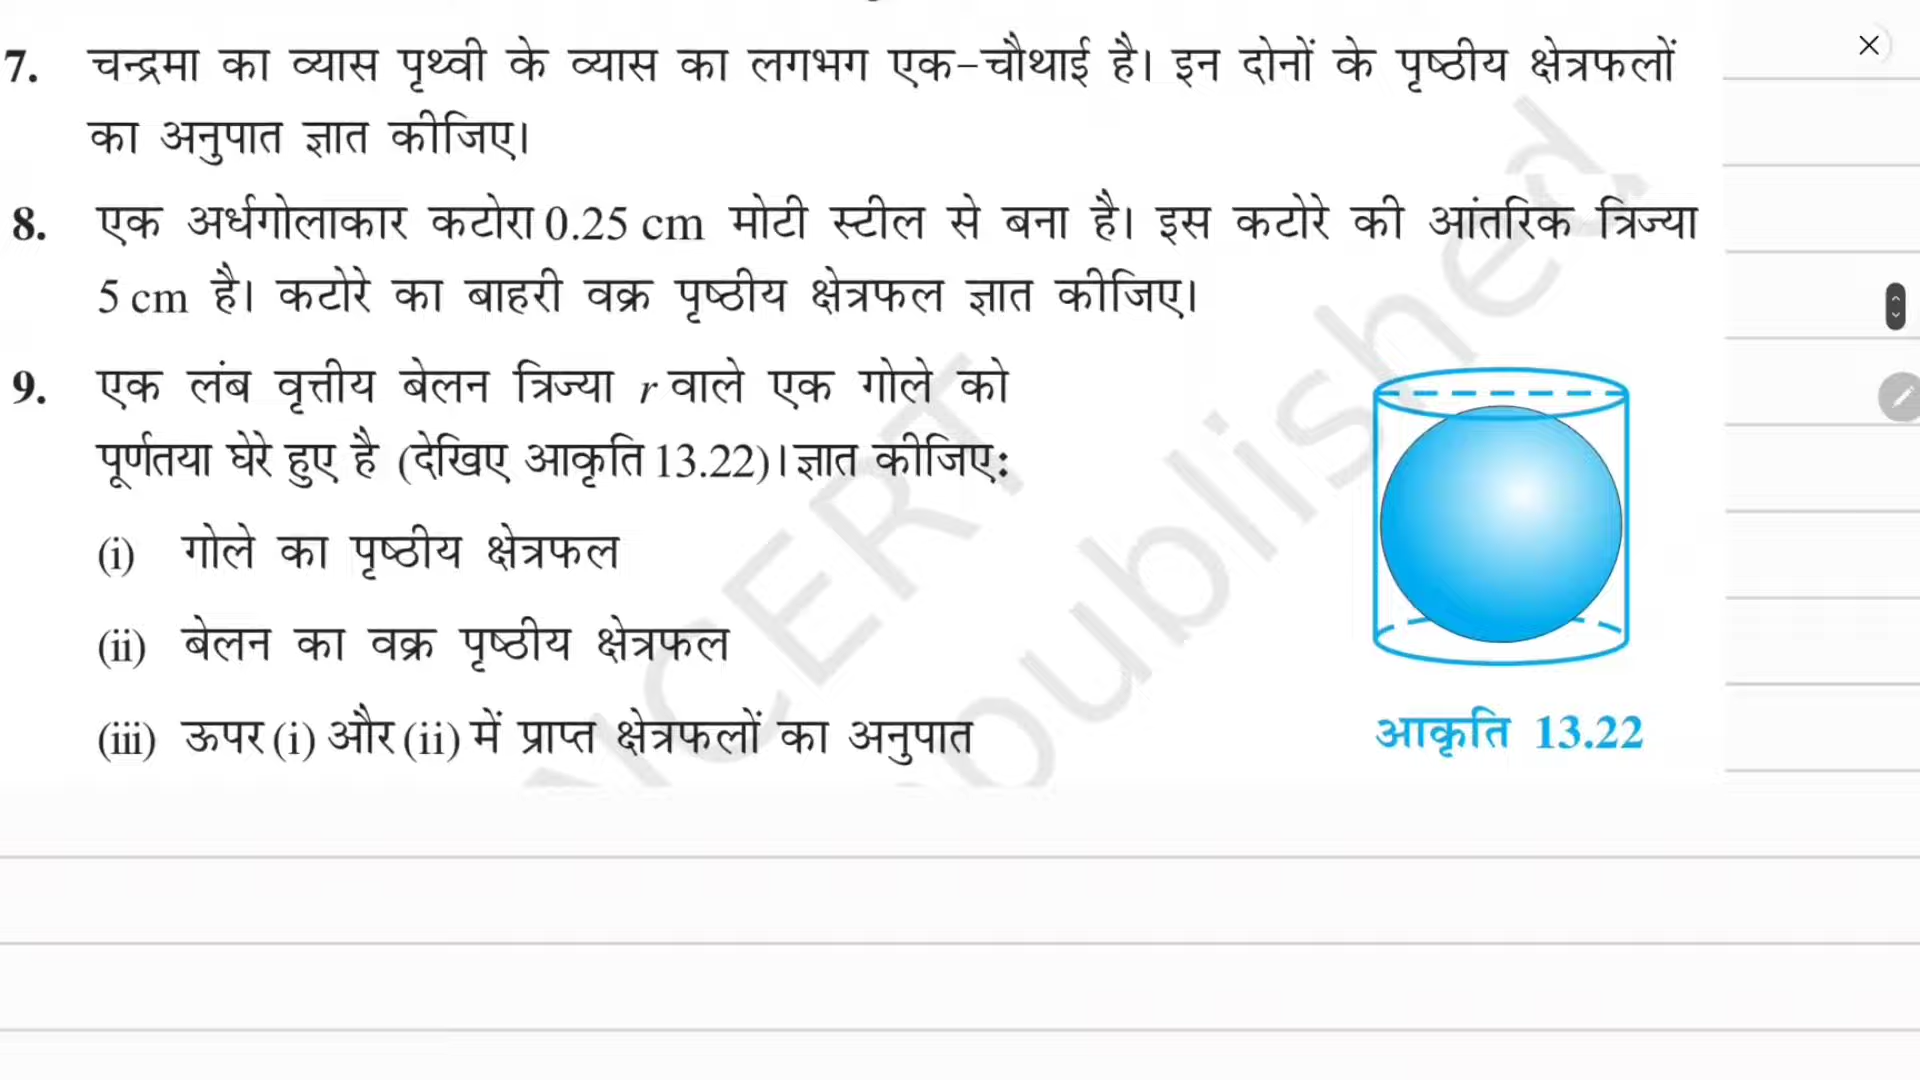 7. चन्द्रमा का व्यास पृथ्वी के व्यास का लगभग एक-चौथाई है। इन दोनों के पृष्ठीय क्षेत्रफलों
का अनुपात ज्ञात कीजिए।
8. एक अर्धगोलाकार कटोरा 0.25 cm मोटी स्टील से बना है। इस कटोरे की आंतरिक त्रिज्या
5 cm है। कटोरे का बाहरी वक्र पृष्ठीय क्षेत्रफल ज्ञात कीजिए।
9. एक लंब वृत्तीय बेलन त्रिज्या r वाले एक गोले को
पूर्णतया घेरे हुए है (देखिए आकृति 13.22)। ज्ञात कीजिए:
(i) गोले का पृष्ठीय क्षेत्रफल
(ii) बेलन का वक्र पृष्ठीय क्षेत्रफल
(iii) ऊपर (i) और (ii) में प्राप्त क्षेत्रफलों का अनुपात
आकृति 13.22
NCERT
published